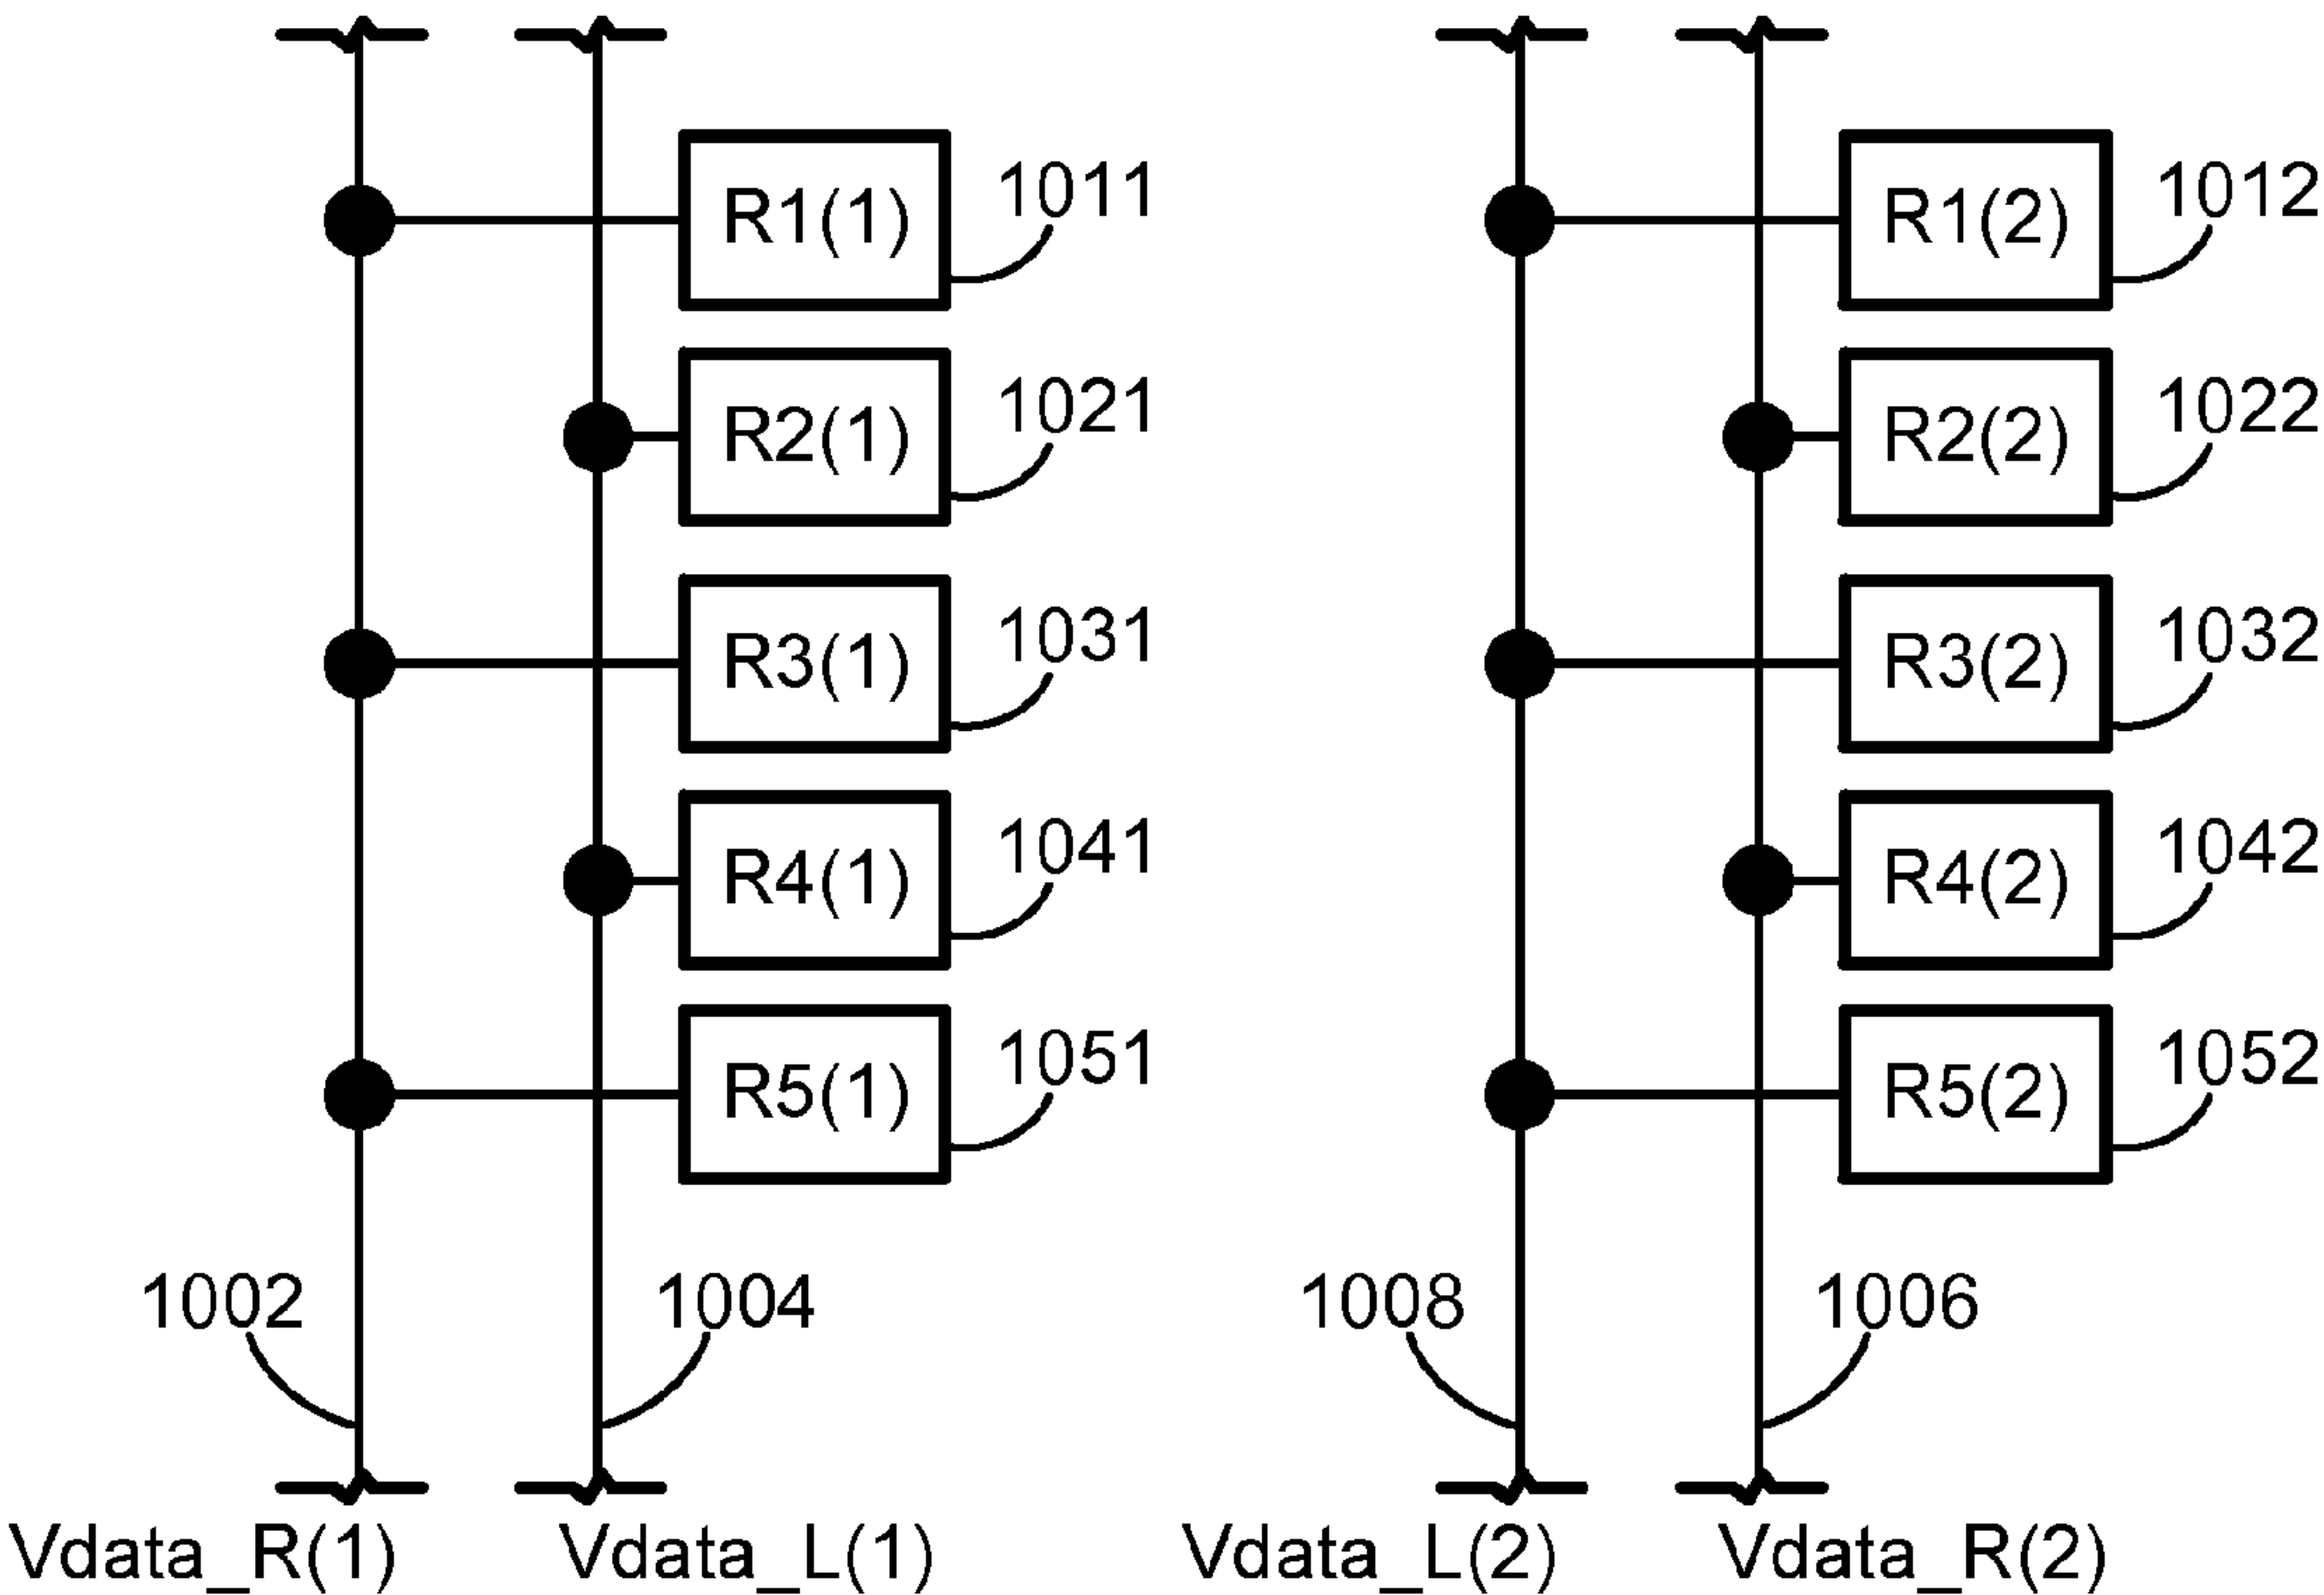 R1(1) 1011 R1(2) 1012
R2(1) 1021 R2(2) 1022
R3(1) 1031 R3(2) 1032
R4(1) 1041 R4(2) 1042
R5(1) 1051 R5(2) 1052
1002 1004 1008 1006
Vdata_R(1) Vdata_L(1) Vdata_L(2) Vdata_R(2)